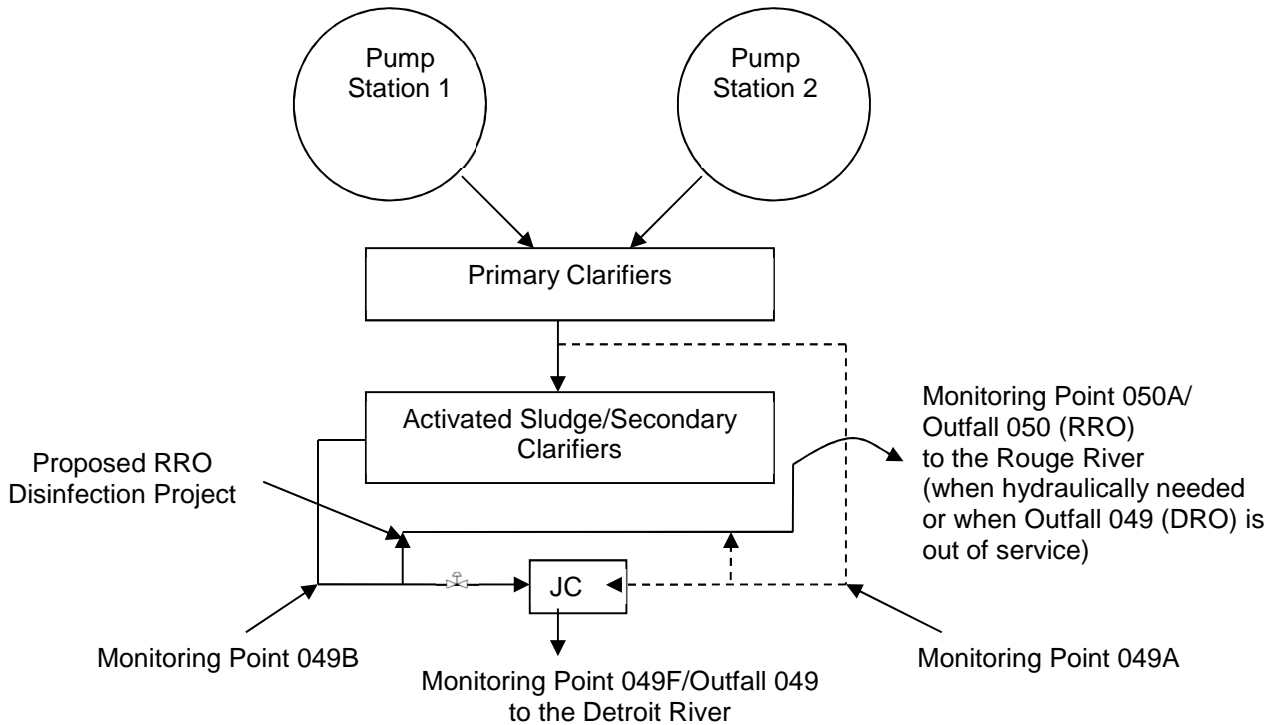 Pump
Station 1
Pump
Station 2
Primary Clarifiers
Activated Sludge/Secondary
Clarifiers
Monitoring Point 050A/
Outfall 050 (RRO)
to the Rouge River
(when hydraulically needed
or when Outfall 049 (DRO) is
out of service)
Proposed RRO
Disinfection Project
JC
Monitoring Point 049B
Monitoring Point 049A
Monitoring Point 049F/Outfall 049
to the Detroit River